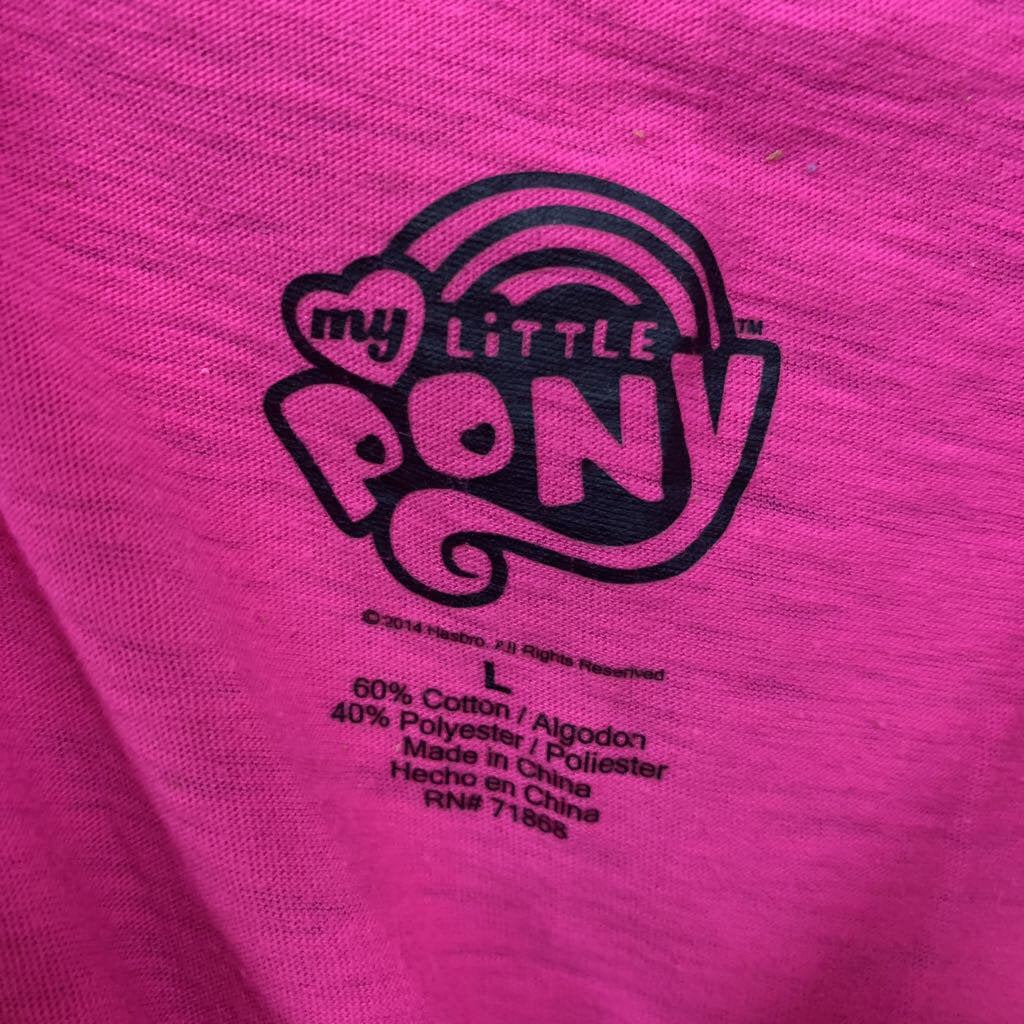 my LiTTLE
PONY TM
©2014 Hasbro. All Rights Reserved
L
60% Cotton / Algodon
40% Polyester / Poliester
Made in China
Hecho en China
RN# 71868